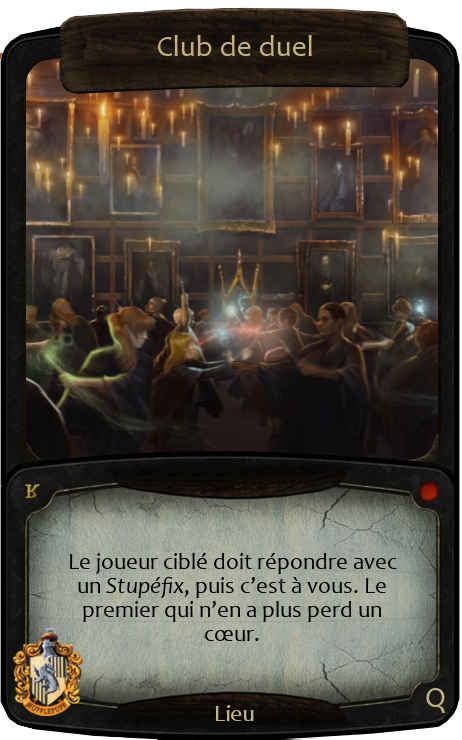 Club de duel
Le joueur ciblé doit répondre avec
un Stupéfix, puis c'est à vous. Le
premier qui n'en a plus perd un
cœur.
HUFFLEPUFF
Lieu